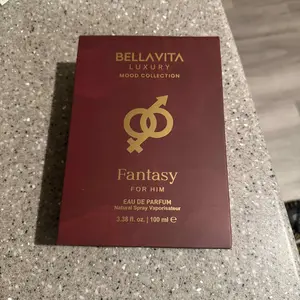 BELLAVITA
LUXURY
MOOD COLLECTION
Fantasy
FOR HIM
EAU DE PARFUM
Natural Spray Vaporisateur
3.38 fl. oz. | 100 ml ℮